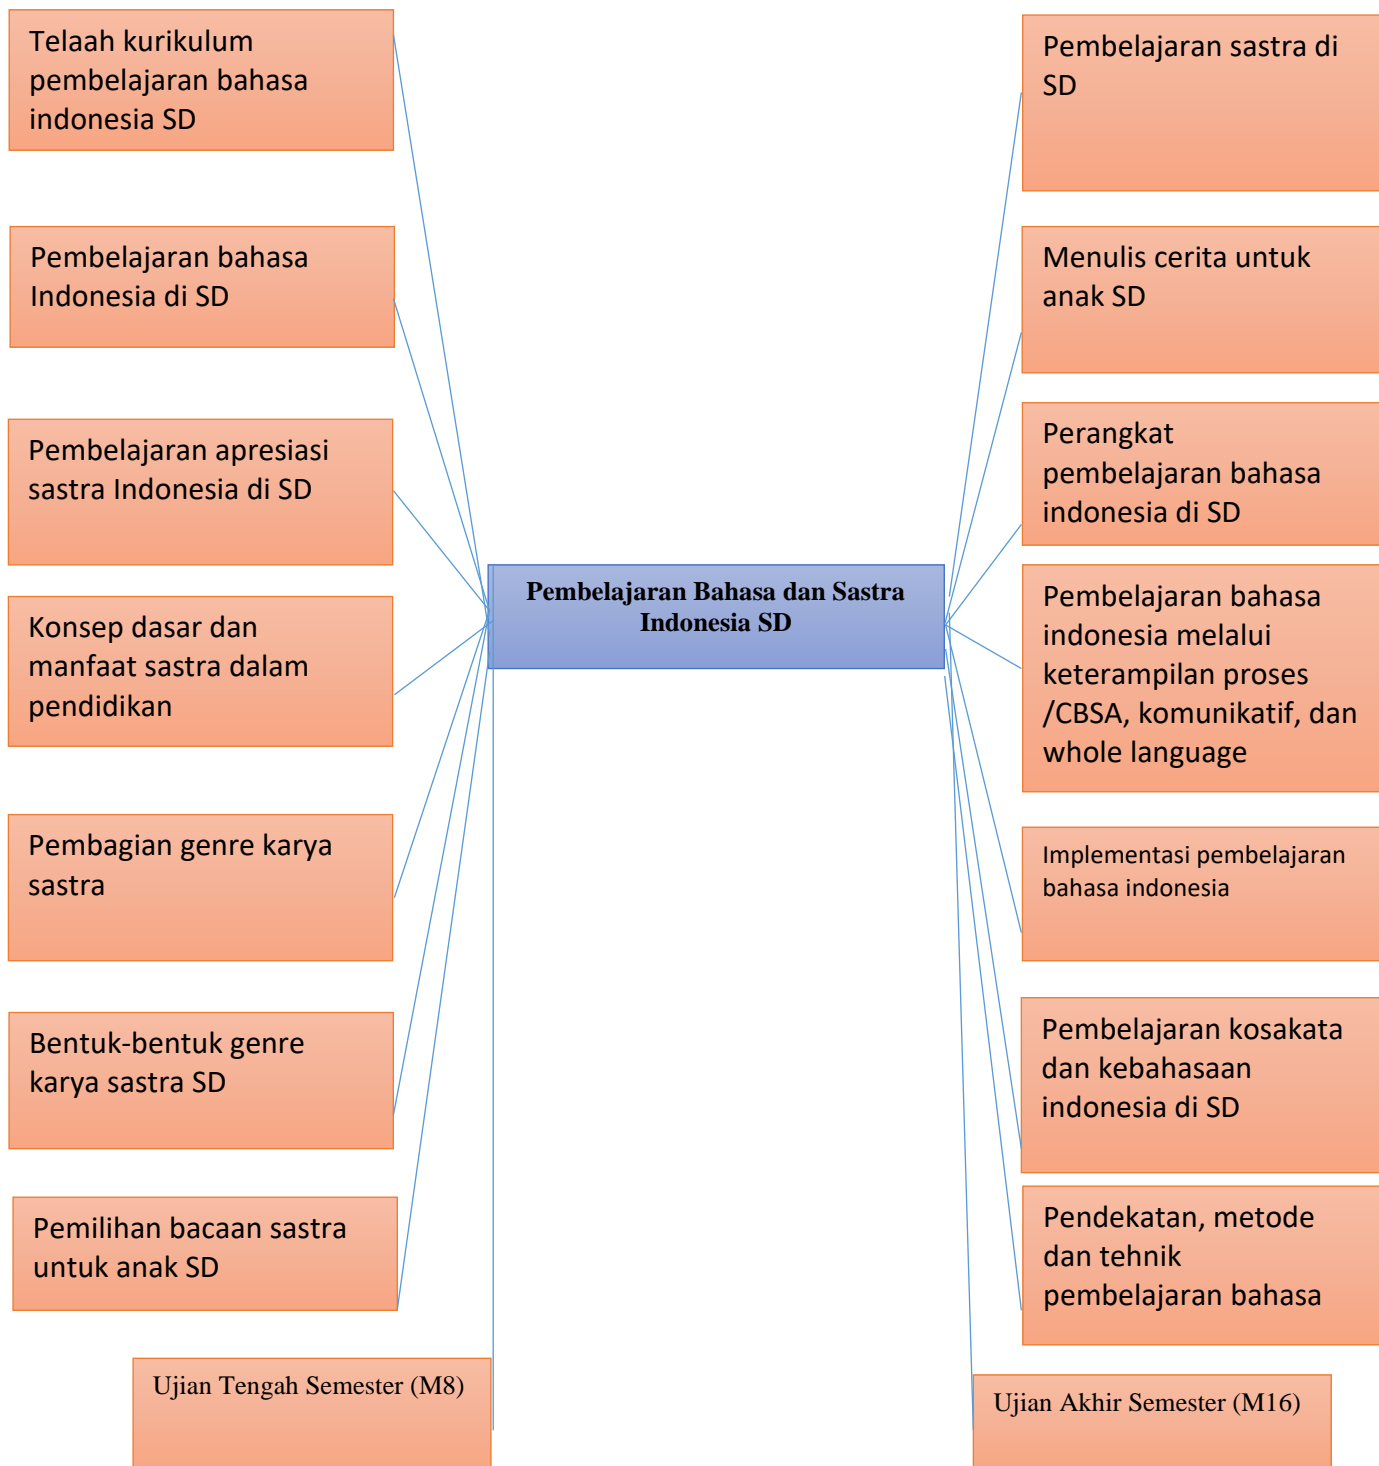 Telaah kurikulum
pembelajaran bahasa
indonesia SD
Pembelajaran bahasa
Indonesia di SD
Pembelajaran apresiasi
sastra Indonesia di SD
Konsep dasar dan
manfaat sastra dalam
pendidikan
Pembagian genre karya
sastra
Bentuk-bentuk genre
karya sastra SD
Pemilihan bacaan sastra
untuk anak SD
Ujian Tengah Semester (M8)
Pembelajaran Bahasa dan Sastra
Indonesia SD
Pembelajaran sastra di
SD
Menulis cerita untuk
anak SD
Perangkat
pembelajaran bahasa
indonesia di SD
Pembelajaran bahasa
indonesia melalui
keterampilan proses
/CBSA, komunikatif, dan
whole language
Implementasi pembelajaran
bahasa indonesia
Pembelajaran kosakata
dan kebahasaan
indonesia di SD
Pendekatan, metode
dan tehnik
pembelajaran bahasa
Ujian Akhir Semester (M16)